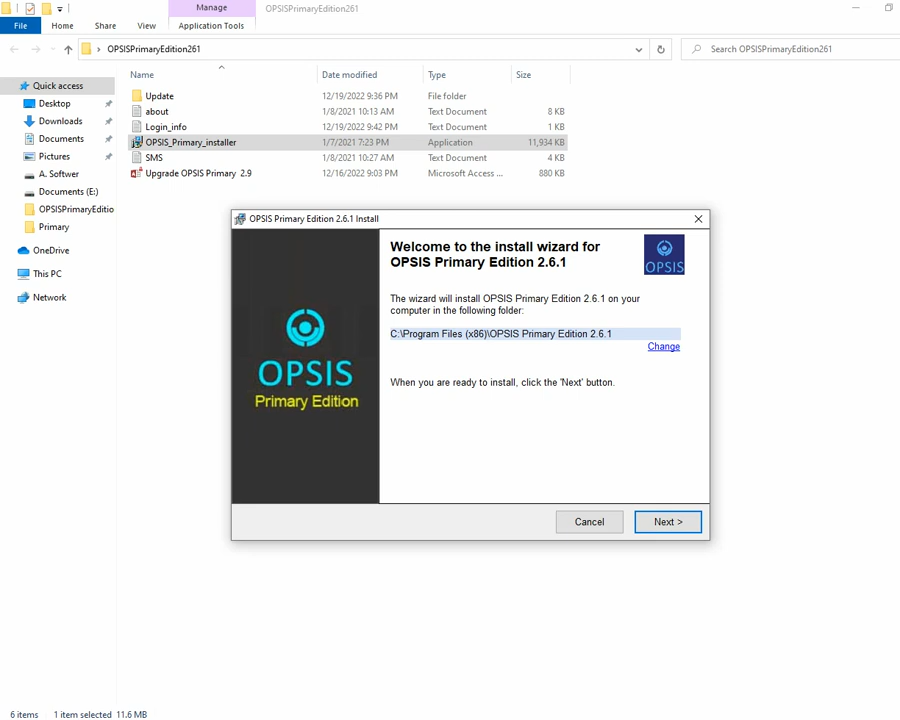 Manage
OPSISPrimaryEdition261
File
Home
Share
View
Application Tools
OPSISPrimaryEdition261
Search OPSISPrimaryEdition261
Name
Date modified
Type
Size
Quick access
Desktop
Downloads
Documents
Pictures
A. Softwer
Documents (E:)
OPSISPrimaryEditio
Primary
OneDrive
This PC
Network
Update 12/19/2022 9:36 PM File folder
about 1/8/2021 10:13 AM Text Document 8 KB
Login_info 12/19/2022 9:42 PM Text Document 1 KB
OPSIS_Primary_installer 1/7/2021 7:23 PM Application 11,934 KB
SMS 1/8/2021 10:27 AM Text Document 4 KB
Upgrade OPSIS Primary 2.9 12/16/2022 9:03 PM Microsoft Access ... 880 KB
OPSIS Primary Edition 2.6.1 Install
OPSIS
Primary Edition
Welcome to the install wizard for
OPSIS Primary Edition 2.6.1
OPSIS
The wizard will install OPSIS Primary Edition 2.6.1 on your
computer in the following folder:
C:\Program Files (x86)\OPSIS Primary Edition 2.6.1
Change
When you are ready to install, click the 'Next' button.
Cancel
Next >
6 items
1 item selected 11.6 MB